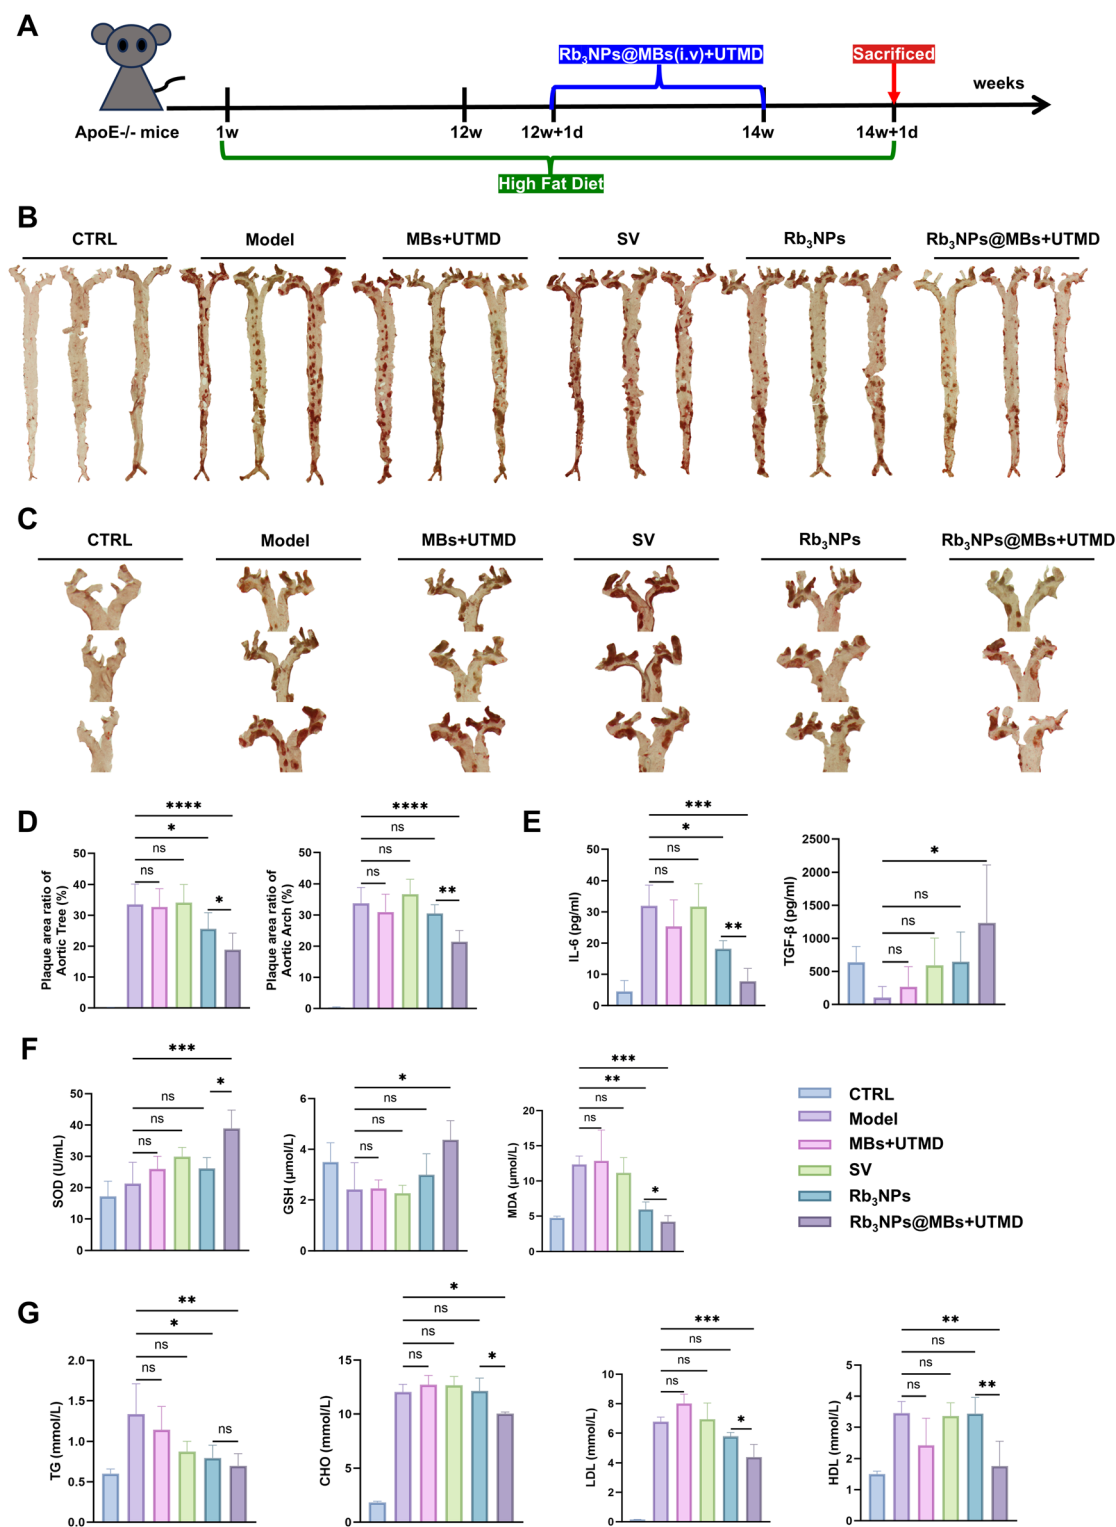 A
Rb₃NPs@MBs(i.v)+UTMD
Sacrificed
weeks
ApoE-/- mice
1w
12w
12w+1d
14w
14w+1d
High Fat Diet
B
CTRL
Model
MBs+UTMD
SV
Rb₃NPs
Rb₃NPs@MBs+UTMD
C
CTRL
Model
MBs+UTMD
SV
Rb₃NPs
Rb₃NPs@MBs+UTMD
D
Plaque area ratio of
Aortic Tree (%)
50
40
30
20
10
0
****
*
ns
ns
*
Plaque area ratio of
Aortic Arch (%)
50
40
30
20
10
0
****
ns
ns
ns
**
E
IL-6 (pg/ml)
50
40
30
20
10
0
***
*
ns
ns
**
TGF-β (pg/ml)
2500
2000
1500
1000
500
0
*
ns
ns
ns
F
SOD (U/mL)
50
40
30
20
10
0
***
*
ns
ns
ns
GSH (μmol/L)
6
4
2
0
*
ns
ns
ns
MDA (μmol/L)
20
15
10
5
0
***
**
ns
ns
*
CTRL
Model
MBs+UTMD
SV
Rb₃NPs
Rb₃NPs@MBs+UTMD
G
TG (mmol/L)
2.0
1.5
1.0
0.5
0.0
**
*
ns
ns
ns
CHO (mmol/L)
15
10
5
0
*
ns
ns
ns
*
LDL (mmol/L)
10
8
6
4
2
0
***
ns
ns
ns
*
HDL (mmol/L)
5
4
3
2
1
0
**
ns
ns
ns
**